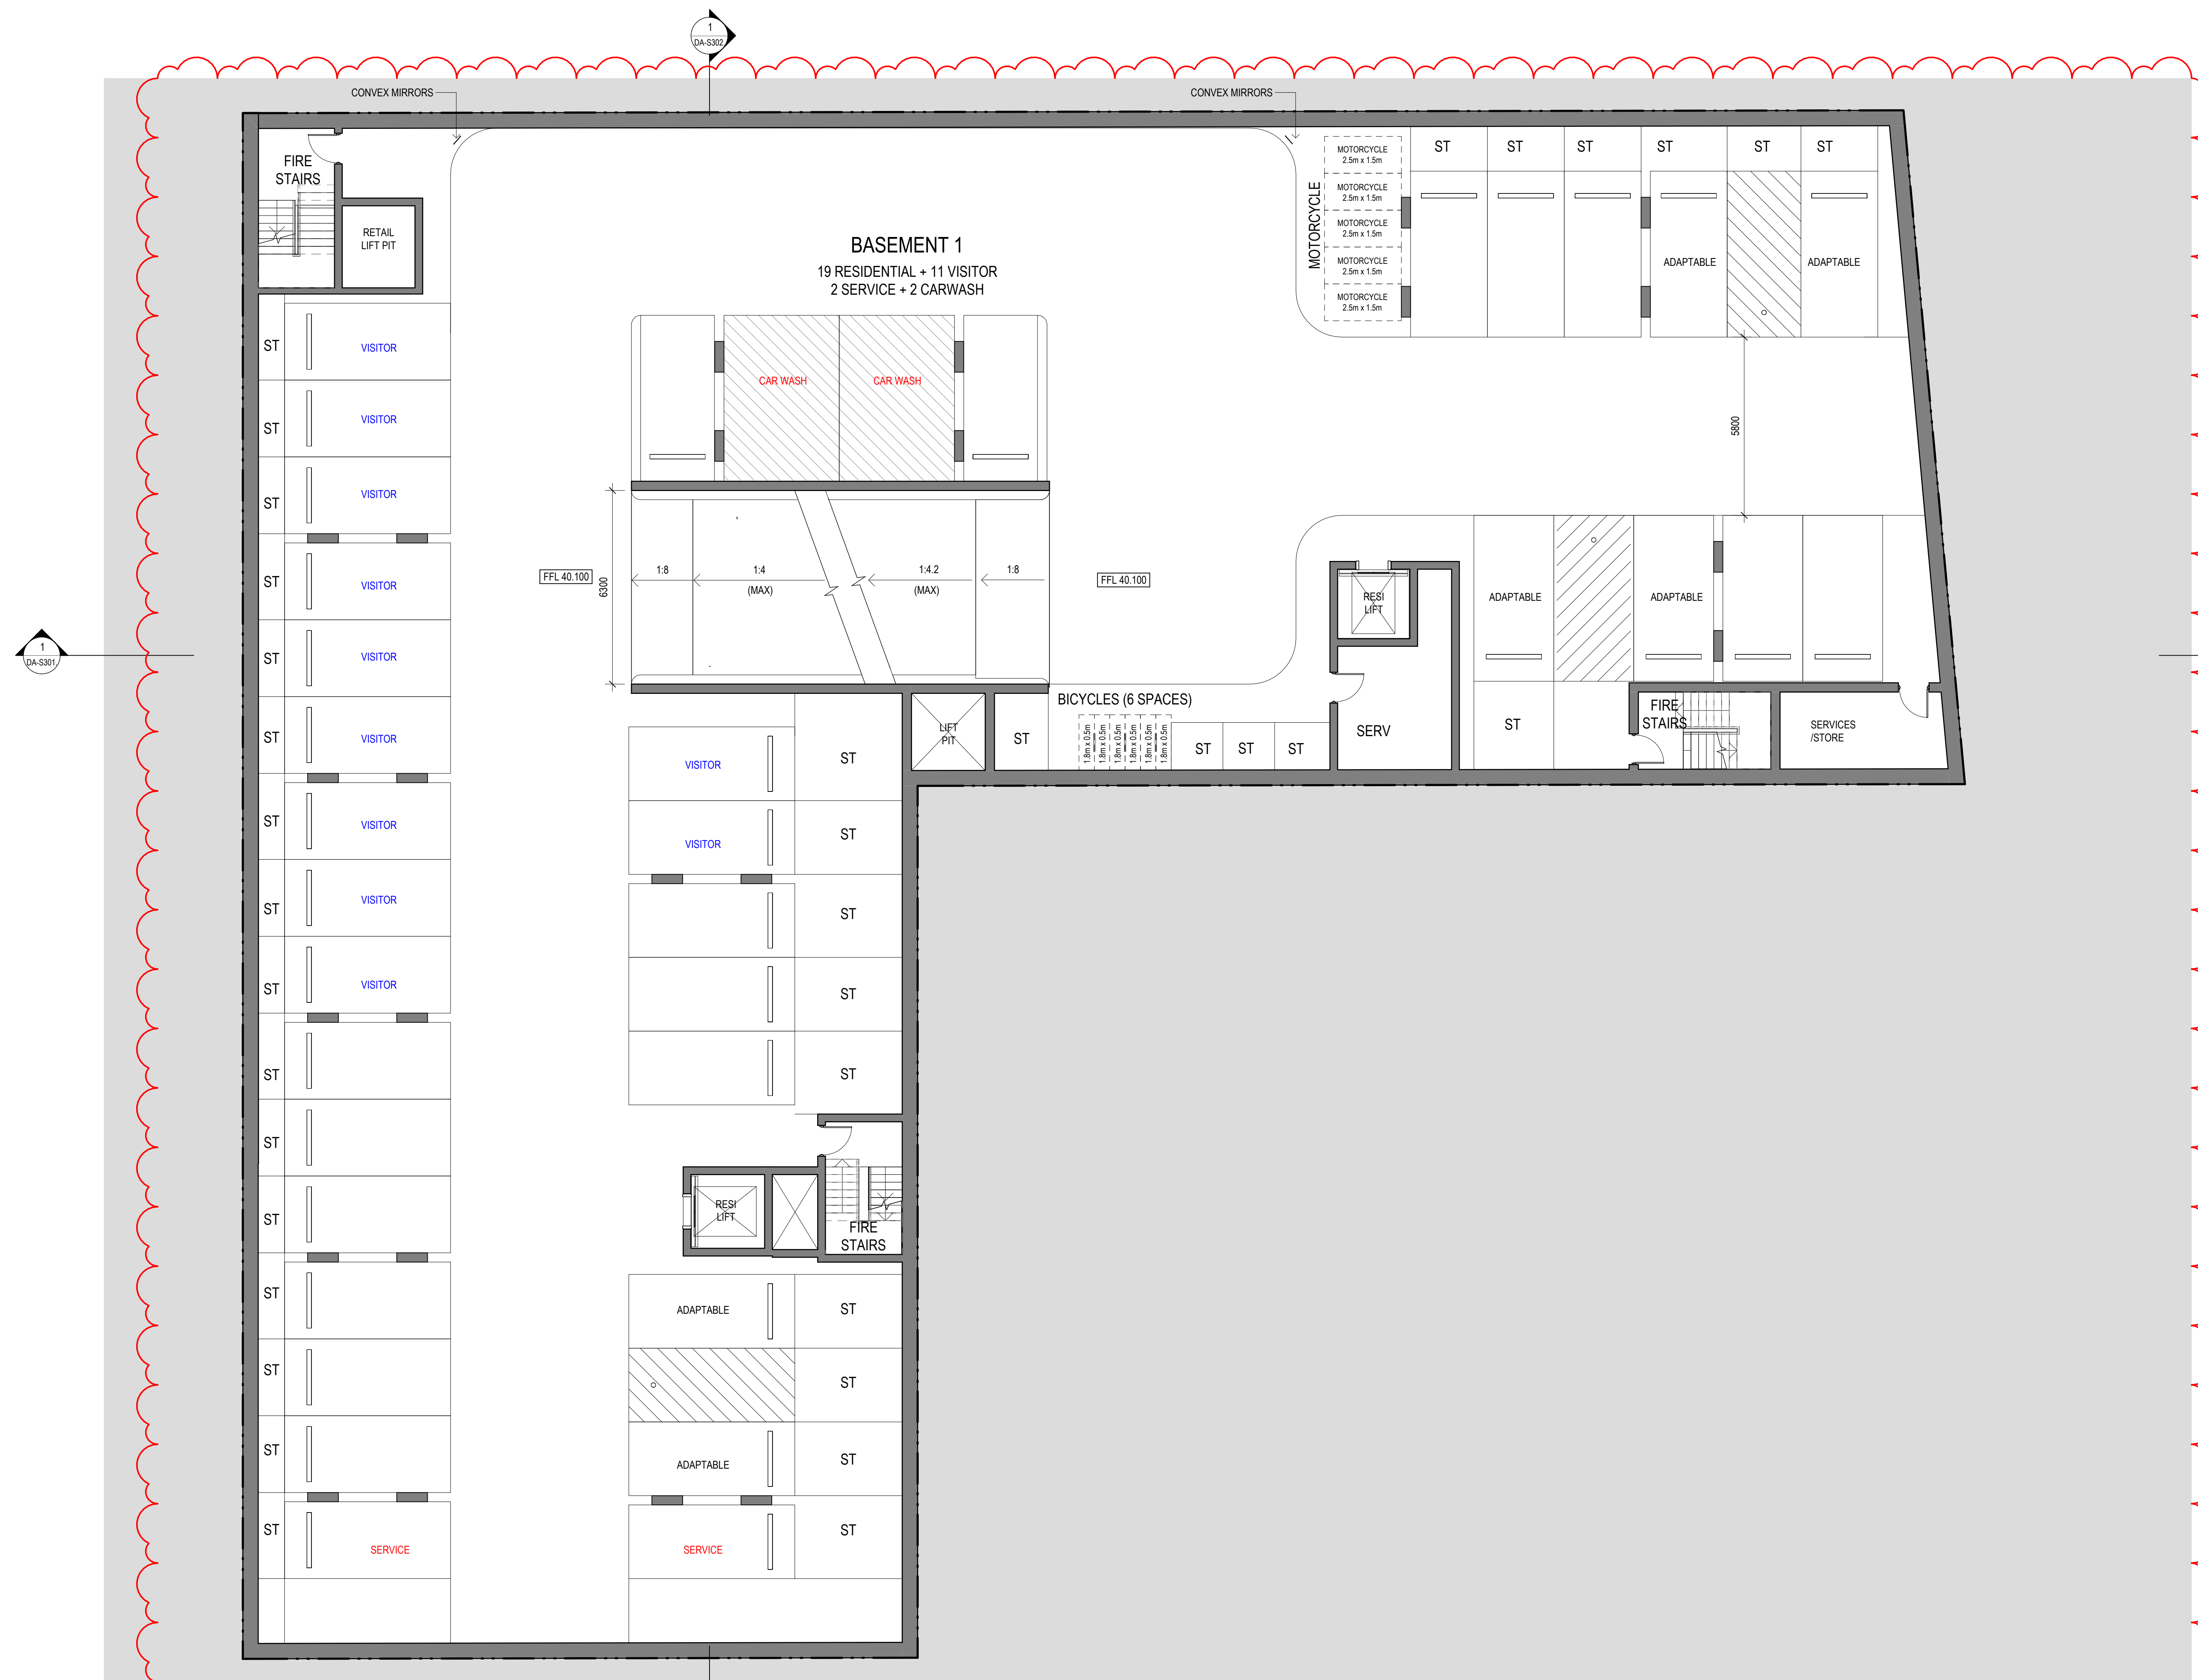 1
DA-S302
CONVEX MIRRORS
CONVEX MIRRORS
FIRE
STAIRS
RETAIL
LIFT PIT
BASEMENT 1
19 RESIDENTIAL + 11 VISITOR
2 SERVICE + 2 CARWASH
MOTORCYCLE
MOTORCYCLE
2.5m x 1.5m
MOTORCYCLE
2.5m x 1.5m
MOTORCYCLE
2.5m x 1.5m
MOTORCYCLE
2.5m x 1.5m
MOTORCYCLE
2.5m x 1.5m
ST
ST
ST
ST
ST
ST
ADAPTABLE
ADAPTABLE
ST
VISITOR
ST
VISITOR
ST
VISITOR
ST
VISITOR
ST
VISITOR
ST
VISITOR
ST
VISITOR
ST
VISITOR
ST
VISITOR
ST
ST
ST
ST
ST
ST
ST
SERVICE
CAR WASH
CAR WASH
5800
FFL 40.100
6300
1:8
1:4
(MAX)
1:4.2
(MAX)
1:8
FFL 40.100
1
DA-S301
RESI
LIFT
ADAPTABLE
ADAPTABLE
LIFT
PIT
ST
BICYCLES (6 SPACES)
1.8m x 0.5m
1.8m x 0.5m
1.8m x 0.5m
1.8m x 0.5m
1.8m x 0.5m
1.8m x 0.5m
ST
ST
ST
SERV
ST
FIRE
STAIRS
SERVICES
/STORE
VISITOR
ST
VISITOR
ST
ST
ST
ST
RESI
LIFT
FIRE
STAIRS
ADAPTABLE
ST
ST
ADAPTABLE
ST
SERVICE
ST